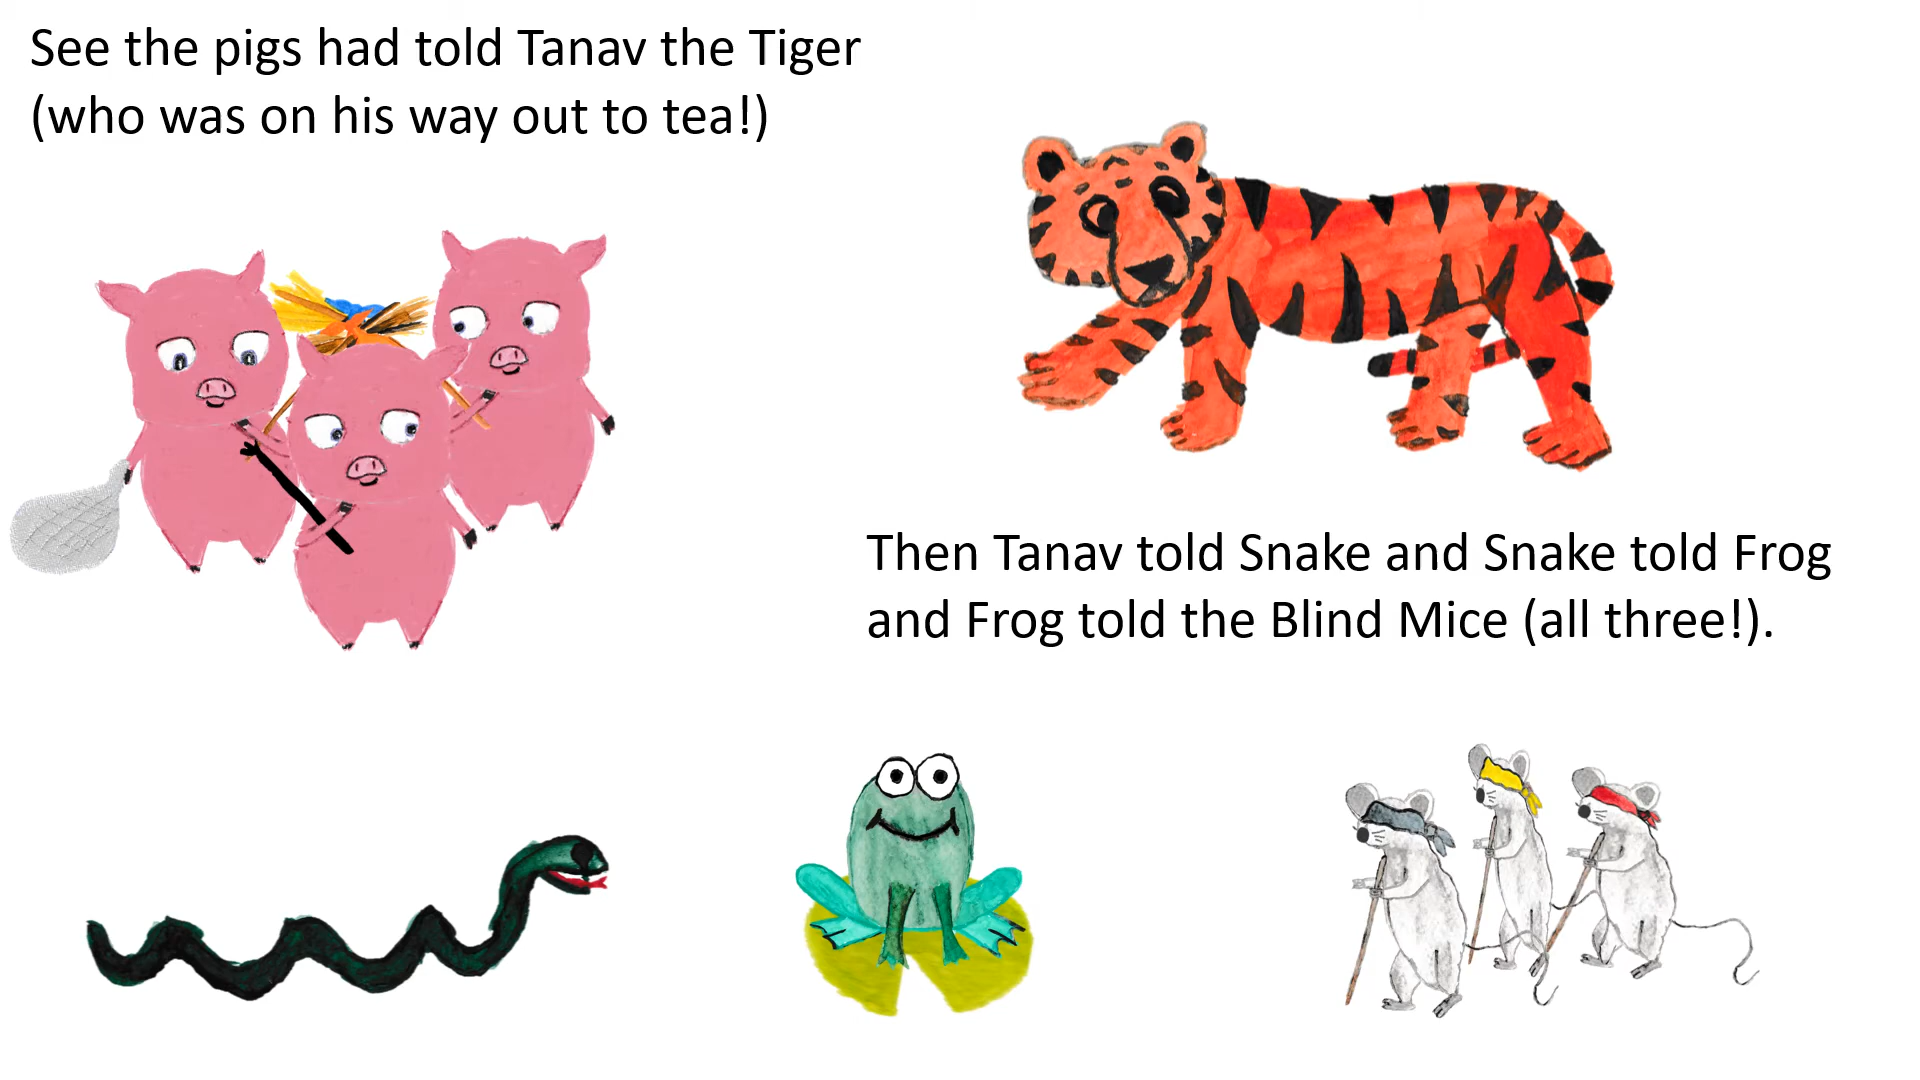 See the pigs had told Tanav the Tiger
(who was on his way out to tea!)
Then Tanav told Snake and Snake told Frog
and Frog told the Blind Mice (all three!).